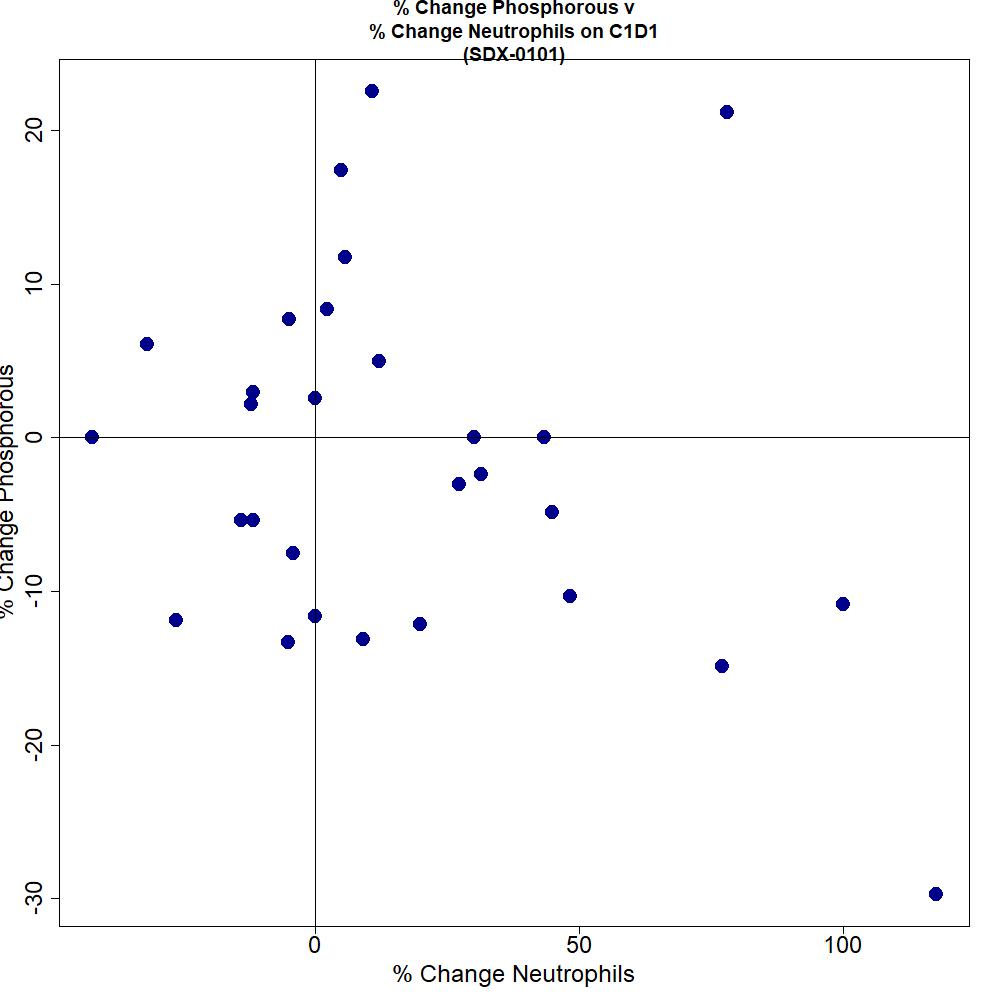 % Change Phosphorous v
% Change Neutrophils on C1D1
(SDX-0101)
% Change Phosphorous
20
10
0
-10
-20
-30
0
50
100
% Change Neutrophils